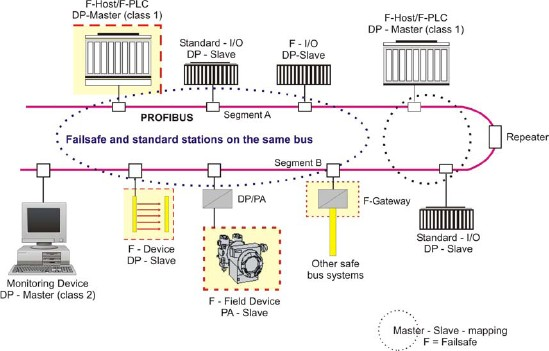 F-Host/F-PLC
DP-Master (class 1)
Standard - I/O
DP - Slave
F - I/O
DP-Slave
F-Host/F-PLC
DP - Master (class 1)
PROFIBUS
Segment A
Failsafe and standard stations on the same bus
Repeater
Segment B
DP/PA
F-Gateway
F - Device
DP - Slave
Standard - I/O
DP - Slave
Monitoring Device
DP - Master (class 2)
F - Field Device
PA - Slave
Other safe
bus systems
Master - Slave - mapping
F = Failsafe